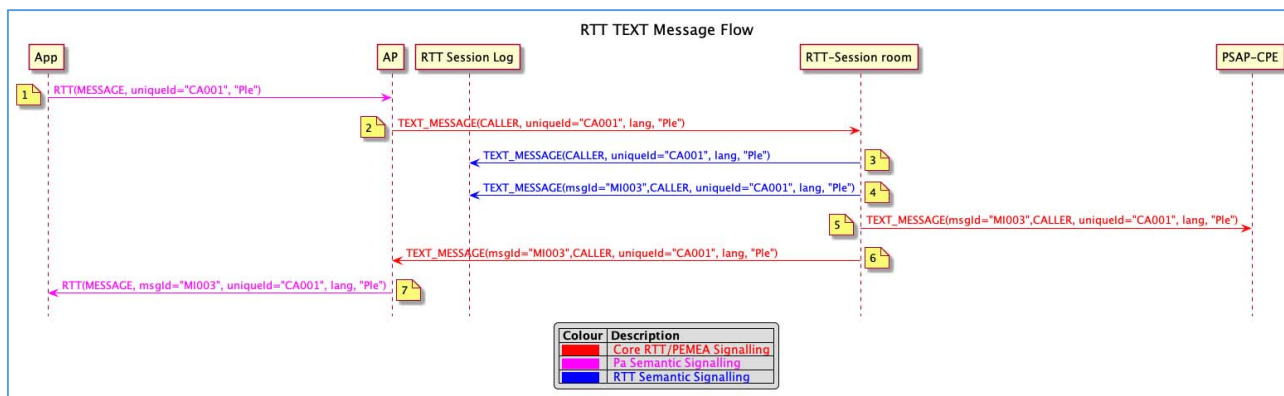 RTT TEXT Message Flow
App AP RTT Session Log RTT-Session room PSAP-CPE
1 RTT(MESSAGE, uniqueId="CA001", "Ple")
2 TEXT_MESSAGE(CALLER, uniqueId="CA001", lang, "Ple")
TEXT_MESSAGE(CALLER, uniqueId="CA001", lang, "Ple") 3
TEXT_MESSAGE(msgId="MI003",CALLER, uniqueId="CA001", lang, "Ple") 4
5 TEXT_MESSAGE(msgId="MI003",CALLER, uniqueId="CA001", lang, "Ple")
TEXT_MESSAGE(msgId="MI003",CALLER, uniqueId="CA001", lang, "Ple") 6
RTT(MESSAGE, msgId="MI003", uniqueId="CA001", lang, "Ple") 7
Colour Description
Core RTT/PEMEA Signalling
Pa Semantic Signalling
RTT Semantic Signalling